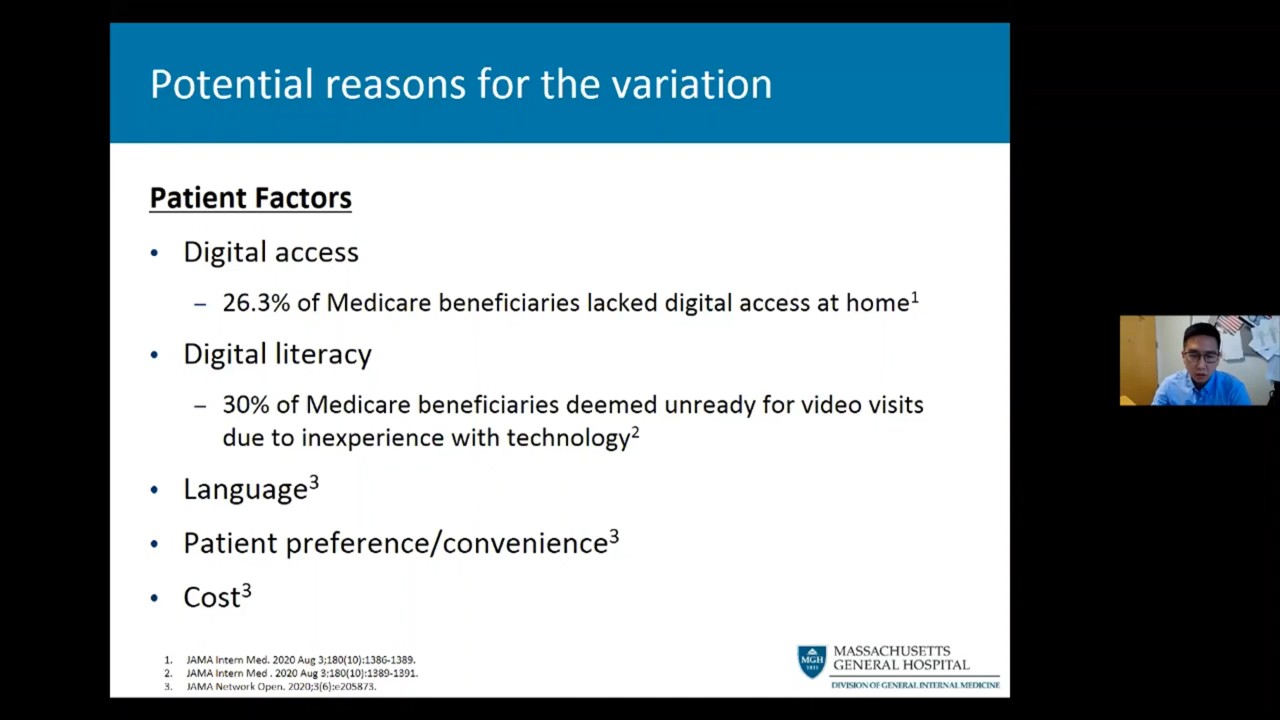 Potential reasons for the variation
Patient Factors
• Digital access
– 26.3% of Medicare beneficiaries lacked digital access at home1
• Digital literacy
– 30% of Medicare beneficiaries deemed unready for video visits
due to inexperience with technology2
• Language3
• Patient preference/convenience3
• Cost3
1. JAMA Intern Med. 2020 Aug 3;180(10):1386-1389.
2. JAMA Intern Med . 2020 Aug 3;180(10):1389-1391.
3. JAMA Network Open. 2020;3(6):e205873.
MGH
1811
MASSACHUSETTS
GENERAL HOSPITAL
DIVISION OF GENERAL INTERNAL MEDICINE